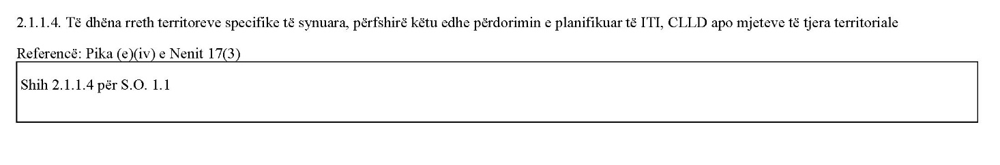 2.1.1.4. Të dhëna rreth territoreve specifike të synuara, përfshirë këtu edhe përdorimin e planifikuar të ITI, CLLD apo mjeteve të tjera territoriale
Referencë: Pika (e)(iv) e Nenit 17(3)
Shih 2.1.1.4 për S.O. 1.1